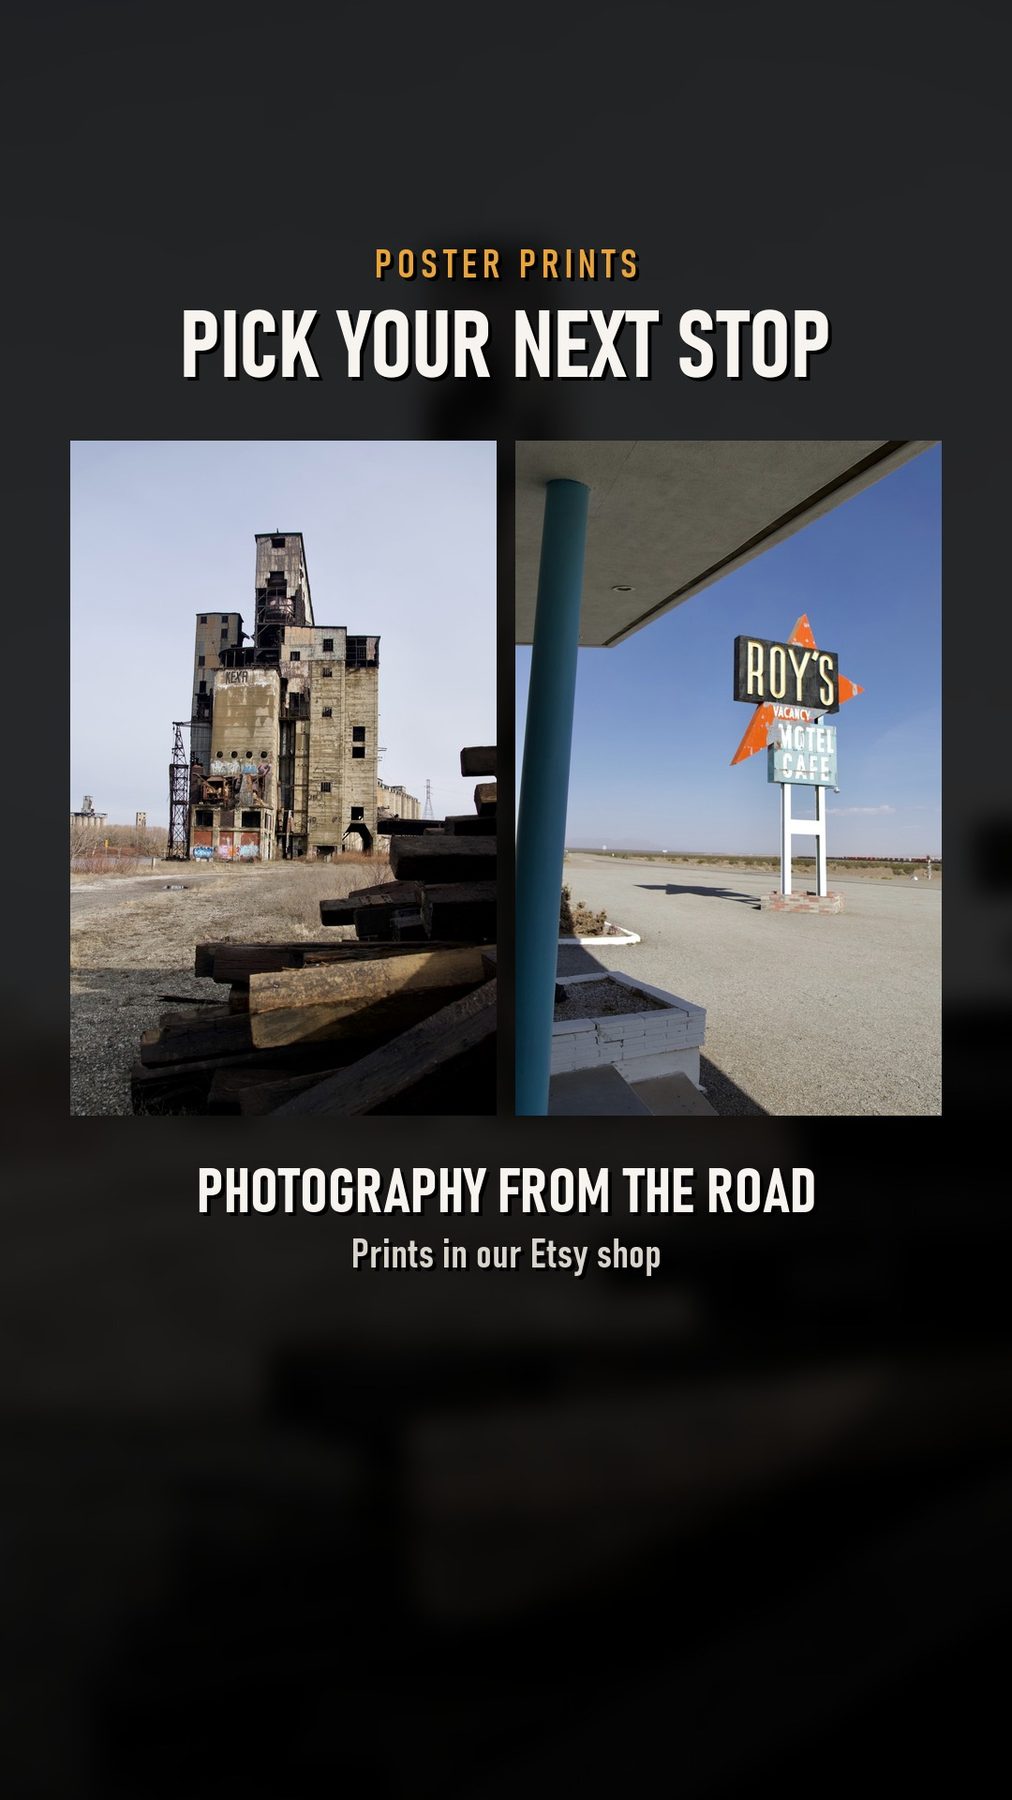 POSTER PRINTS
PICK YOUR NEXT STOP
KEXA
ROY'S
VACANCY
MOTEL
CAFE
PHOTOGRAPHY FROM THE ROAD
Prints in our Etsy shop